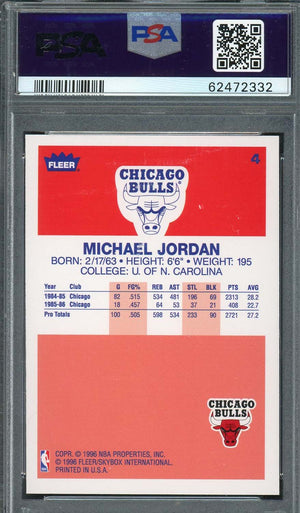 PSA
PSA
62472332
FLEER
4
CHICAGO
BULLS
MICHAEL JORDAN
BORN: 2/17/63 • HEIGHT: 6'6" • WEIGHT: 195
COLLEGE: U. OF N. CAROLINA
Year Club G FG% REB AST STL BLK PTS AVG
1984-85 Chicago 82 .515 534 481 196 69 2313 28.2
1985-86 Chicago 18 .457 64 53 37 21 408 22.7
Pro Totals 100 .505 598 534 233 90 2721 27.2
CHICAGO
BULLS
COPR. © 1996 NBA PROPERTIES, INC.
© 1996 FLEER/SKYBOX INTERNATIONAL.
PRINTED IN U.S.A.